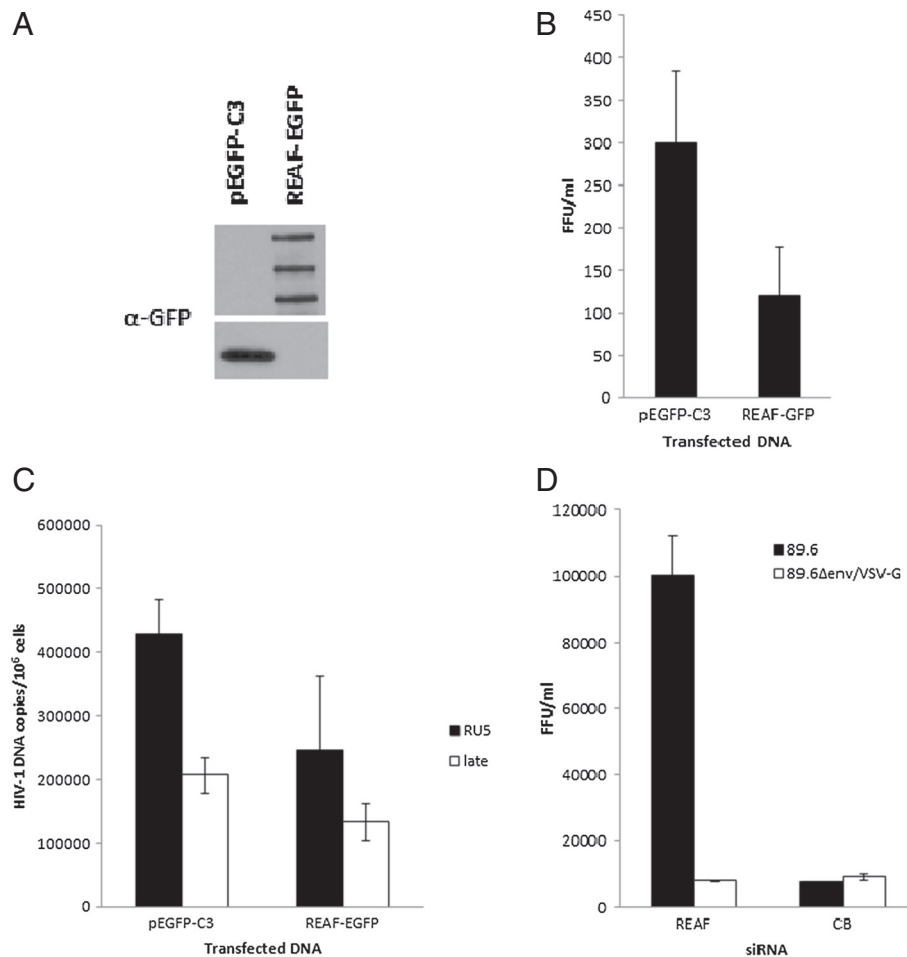 A
pEGFP-C3
REAF-EGFP
α-GFP
B
450
400
350
300
250
200
150
100
50
0
FFU/ml
pEGFP-C3 REAF-GFP
Transfected DNA
C
600000
500000
400000
300000
200000
100000
0
HIV-1 DNA copies/10⁶ cells
RU5
late
pEGFP-C3 REAF-EGFP
Transfected DNA
D
120000
100000
80000
60000
40000
20000
0
FFU/ml
89.6
89.6Δenv/VSV-G
REAF CB
siRNA